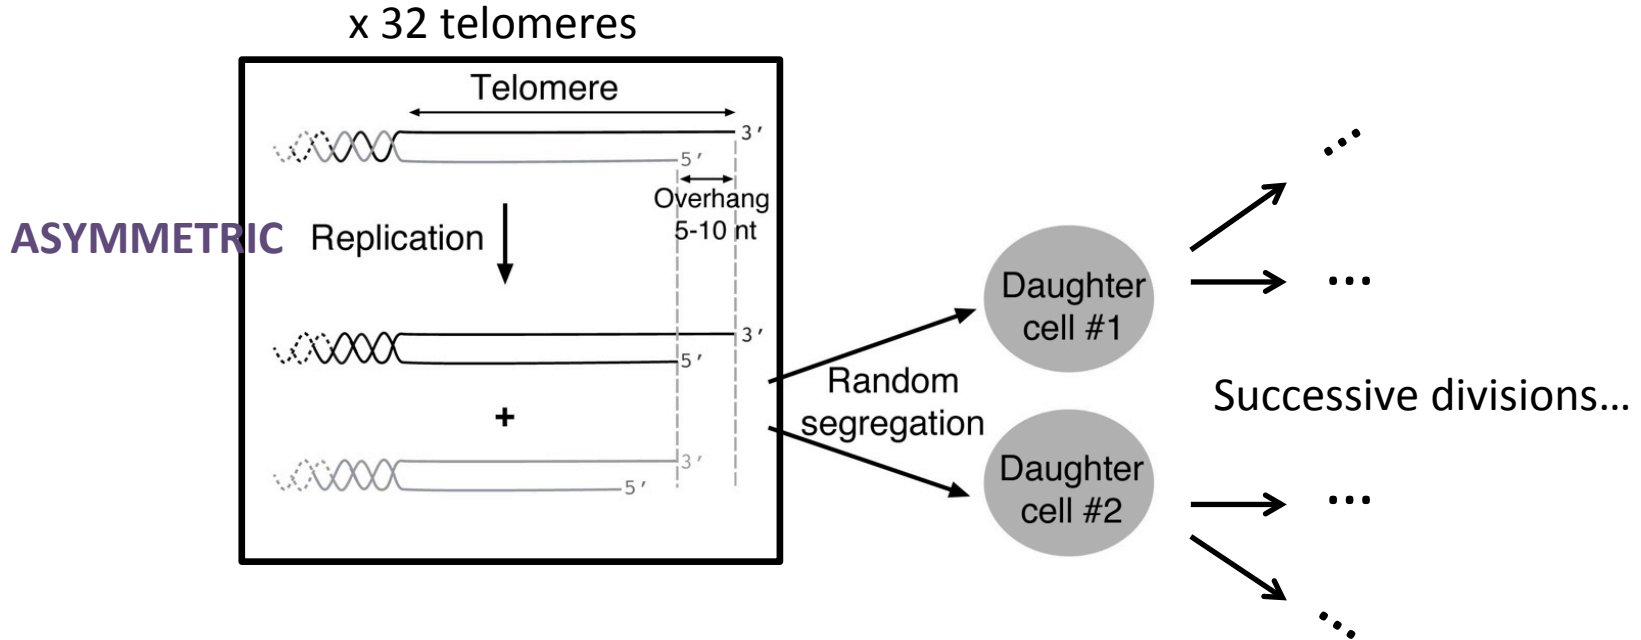 x 32 telomeres
Telomere
3′
5′
Overhang
5-10 nt
ASYMMETRIC
Replication
3′
5′
+
3′
5′
Random
segregation
Daughter
cell #1
Daughter
cell #2
...
...
Successive divisions...
...
...